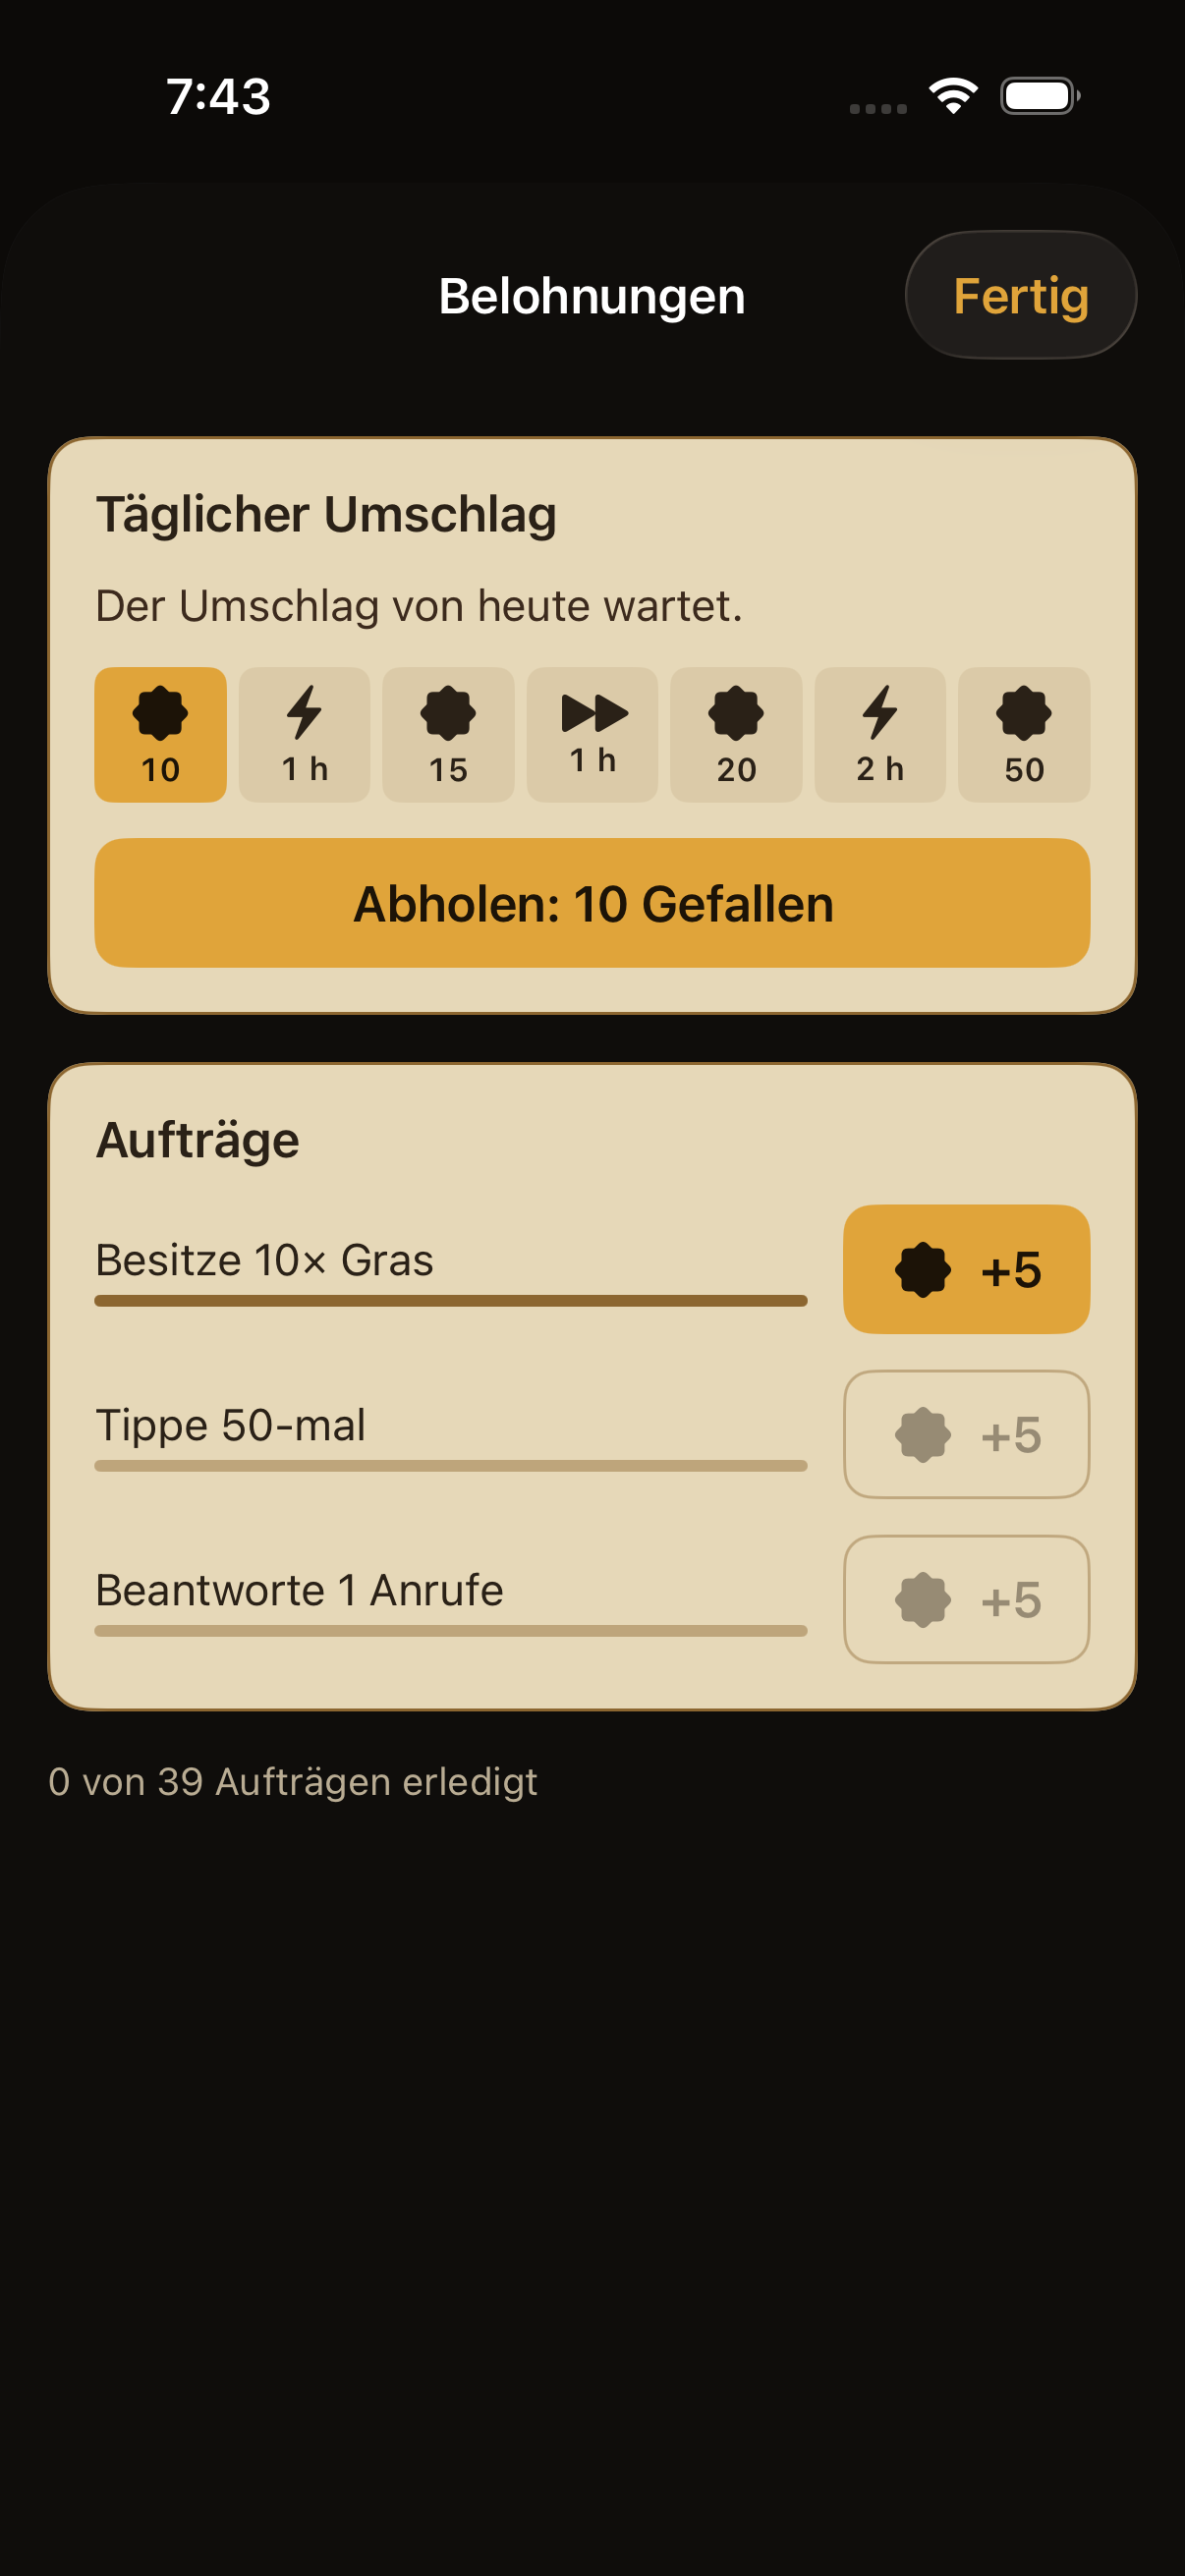 7:43
Belohnungen
Fertig
Täglicher Umschlag
Der Umschlag von heute wartet.
10
1 h
15
1 h
20
2 h
50
Abholen: 10 Gefallen
Aufträge
Besitze 10× Gras
+5
Tippe 50-mal
+5
Beantworte 1 Anrufe
+5
0 von 39 Aufträgen erledigt